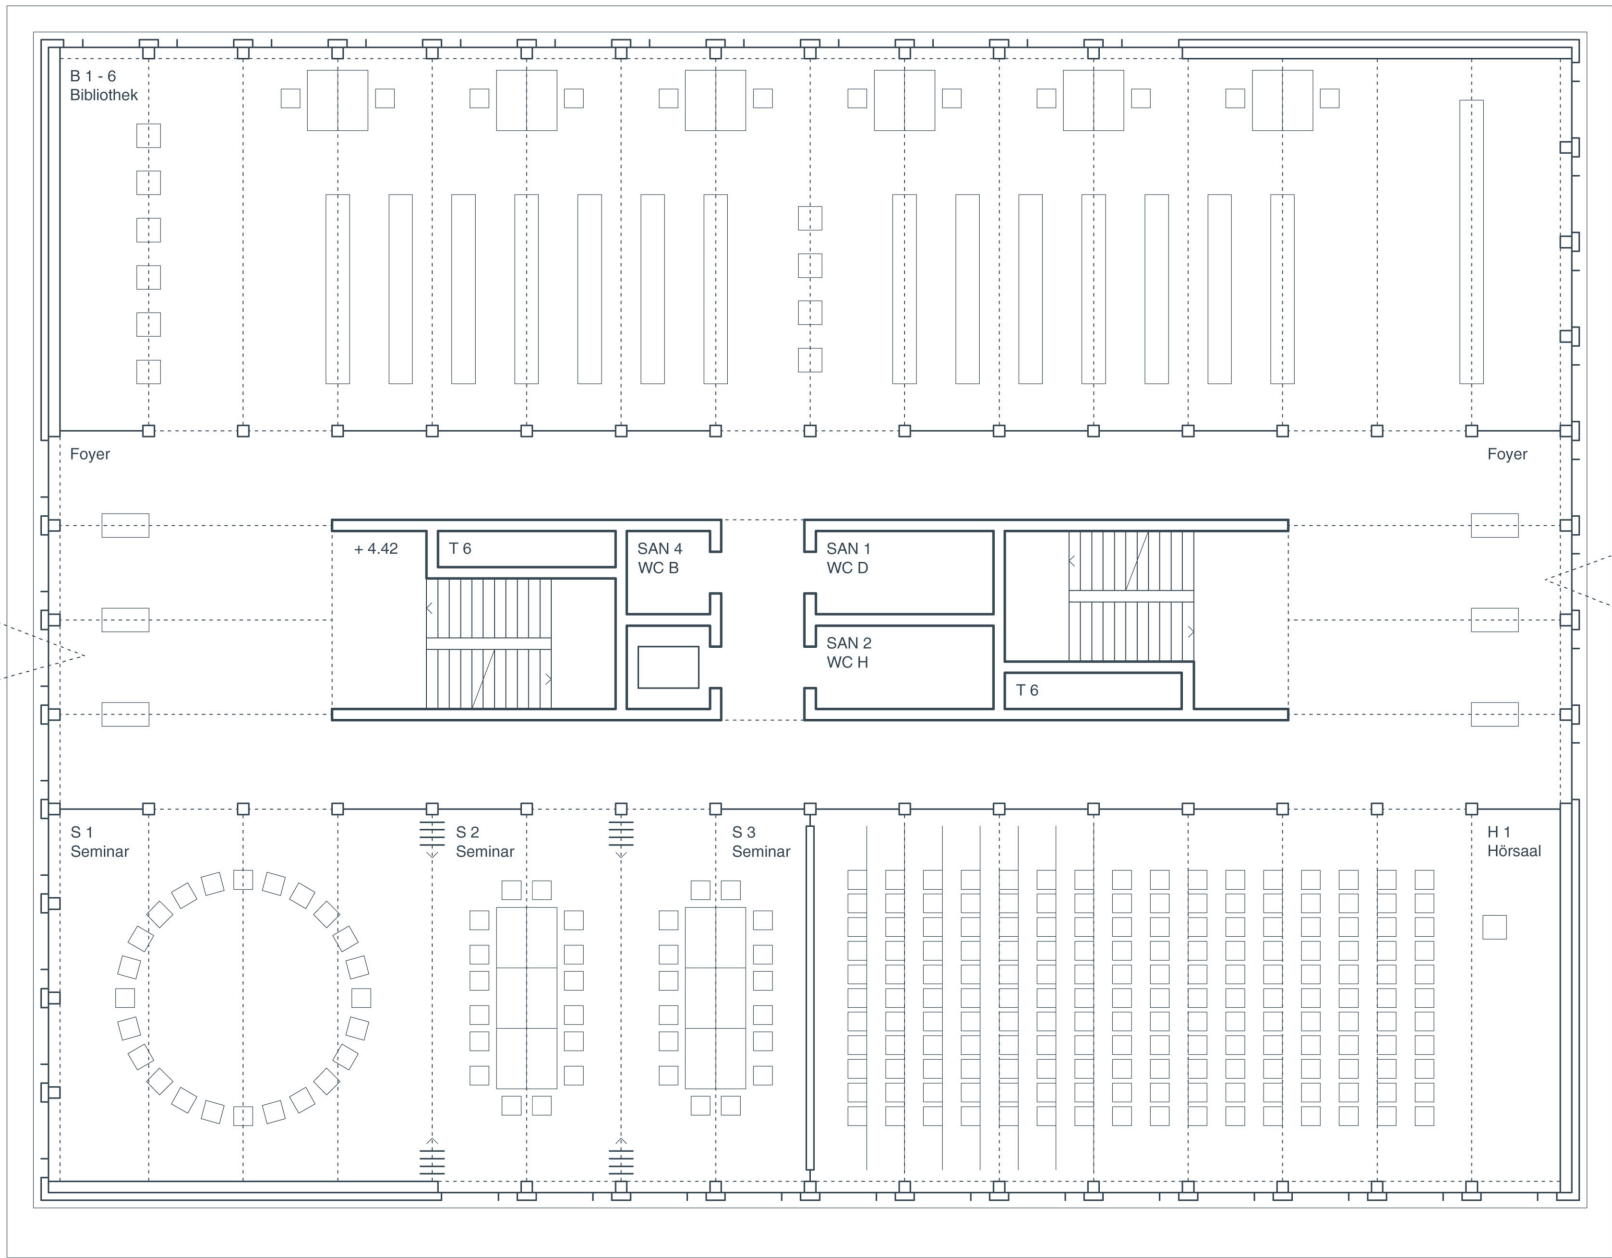 B 1 - 6
Bibliothek
Foyer
Foyer
+ 4.42
T 6
SAN 4
WC B
SAN 1
WC D
SAN 2
WC H
T 6
S 1
Seminar
S 2
Seminar
S 3
Seminar
H 1
Hörsaal